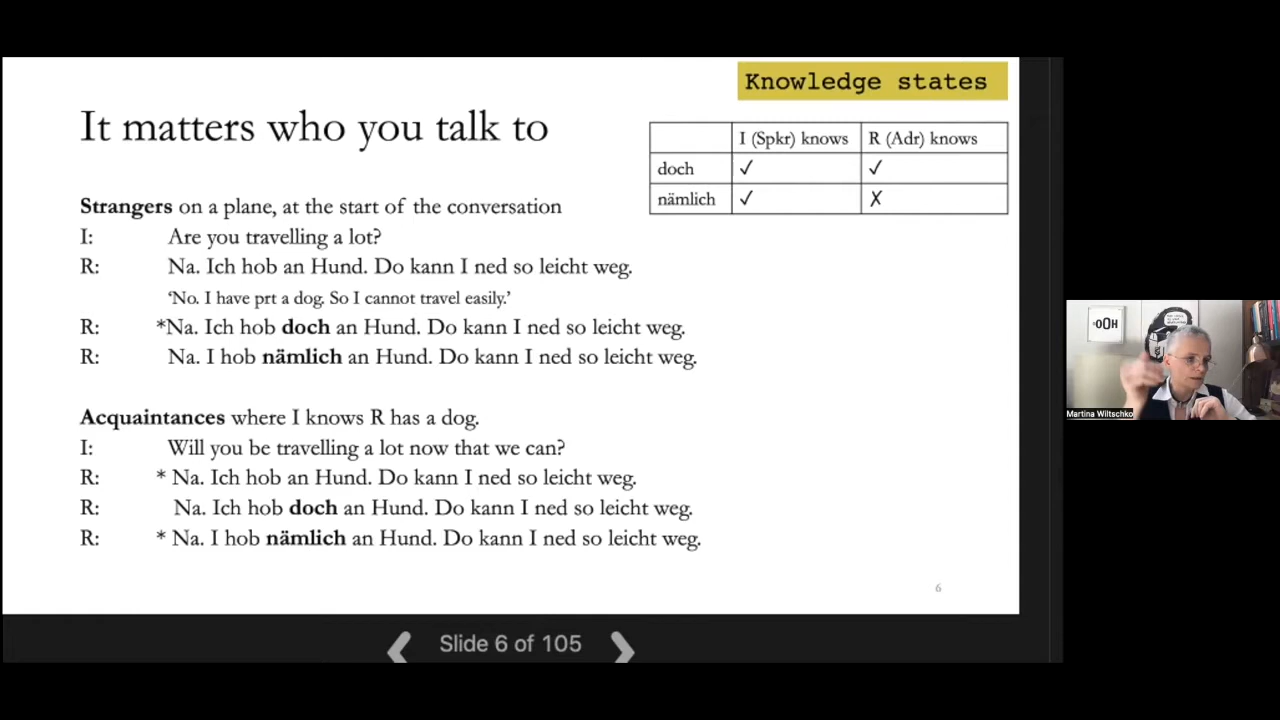 Knowledge states
It matters who you talk to
I (Spkr) knows R (Adr) knows
doch ✓ ✓
nämlich ✓ ✗
Strangers on a plane, at the start of the conversation
I: Are you travelling a lot?
R: Na. Ich hob an Hund. Do kann I ned so leicht weg.
‘No. I have prt a dog. So I cannot travel easily.’
R: *Na. Ich hob doch an Hund. Do kann I ned so leicht weg.
R: Na. I hob nämlich an Hund. Do kann I ned so leicht weg.
Acquaintances where I knows R has a dog.
I: Will you be travelling a lot now that we can?
R: * Na. Ich hob an Hund. Do kann I ned so leicht weg.
R: Na. Ich hob doch an Hund. Do kann I ned so leicht weg.
R: * Na. I hob nämlich an Hund. Do kann I ned so leicht weg.
6
Slide 6 of 105
OOH
Martina Wiltschko